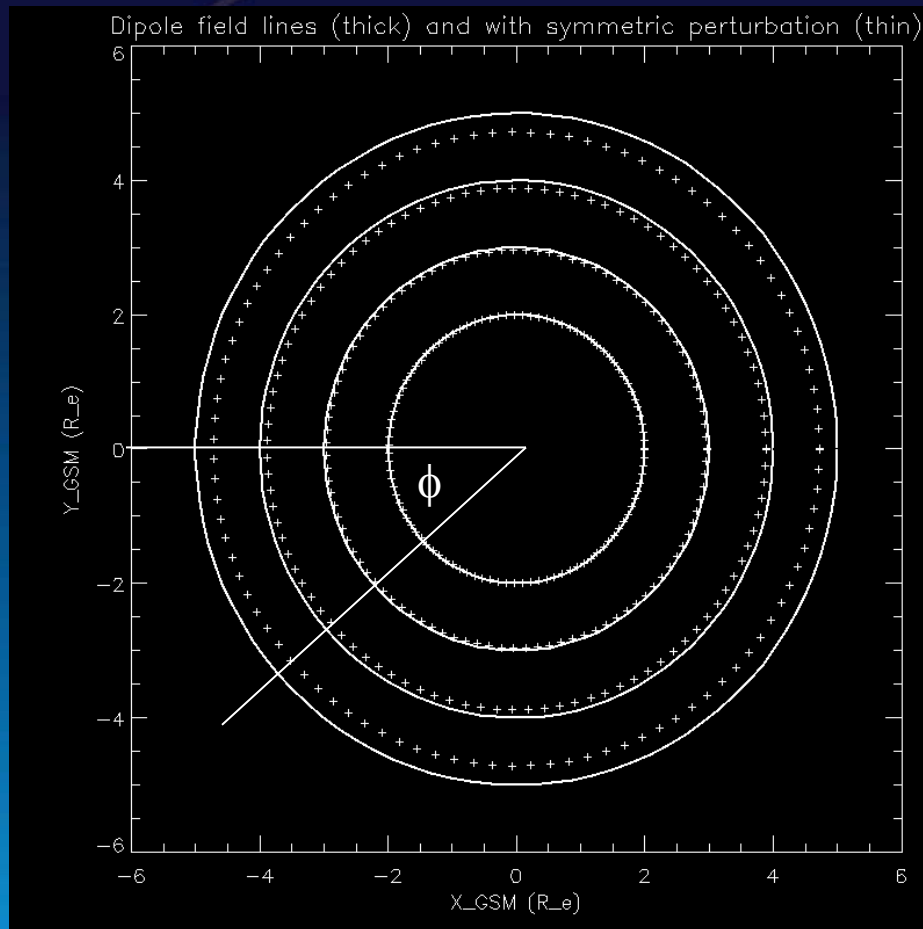 Dipole field lines (thick) and with symmetric perturbation (thin)
6
4
2
0
-2
-4
-6
Y_GSM (R_e)
ϕ
-6 -4 -2 0 2 4 6
X_GSM (R_e)